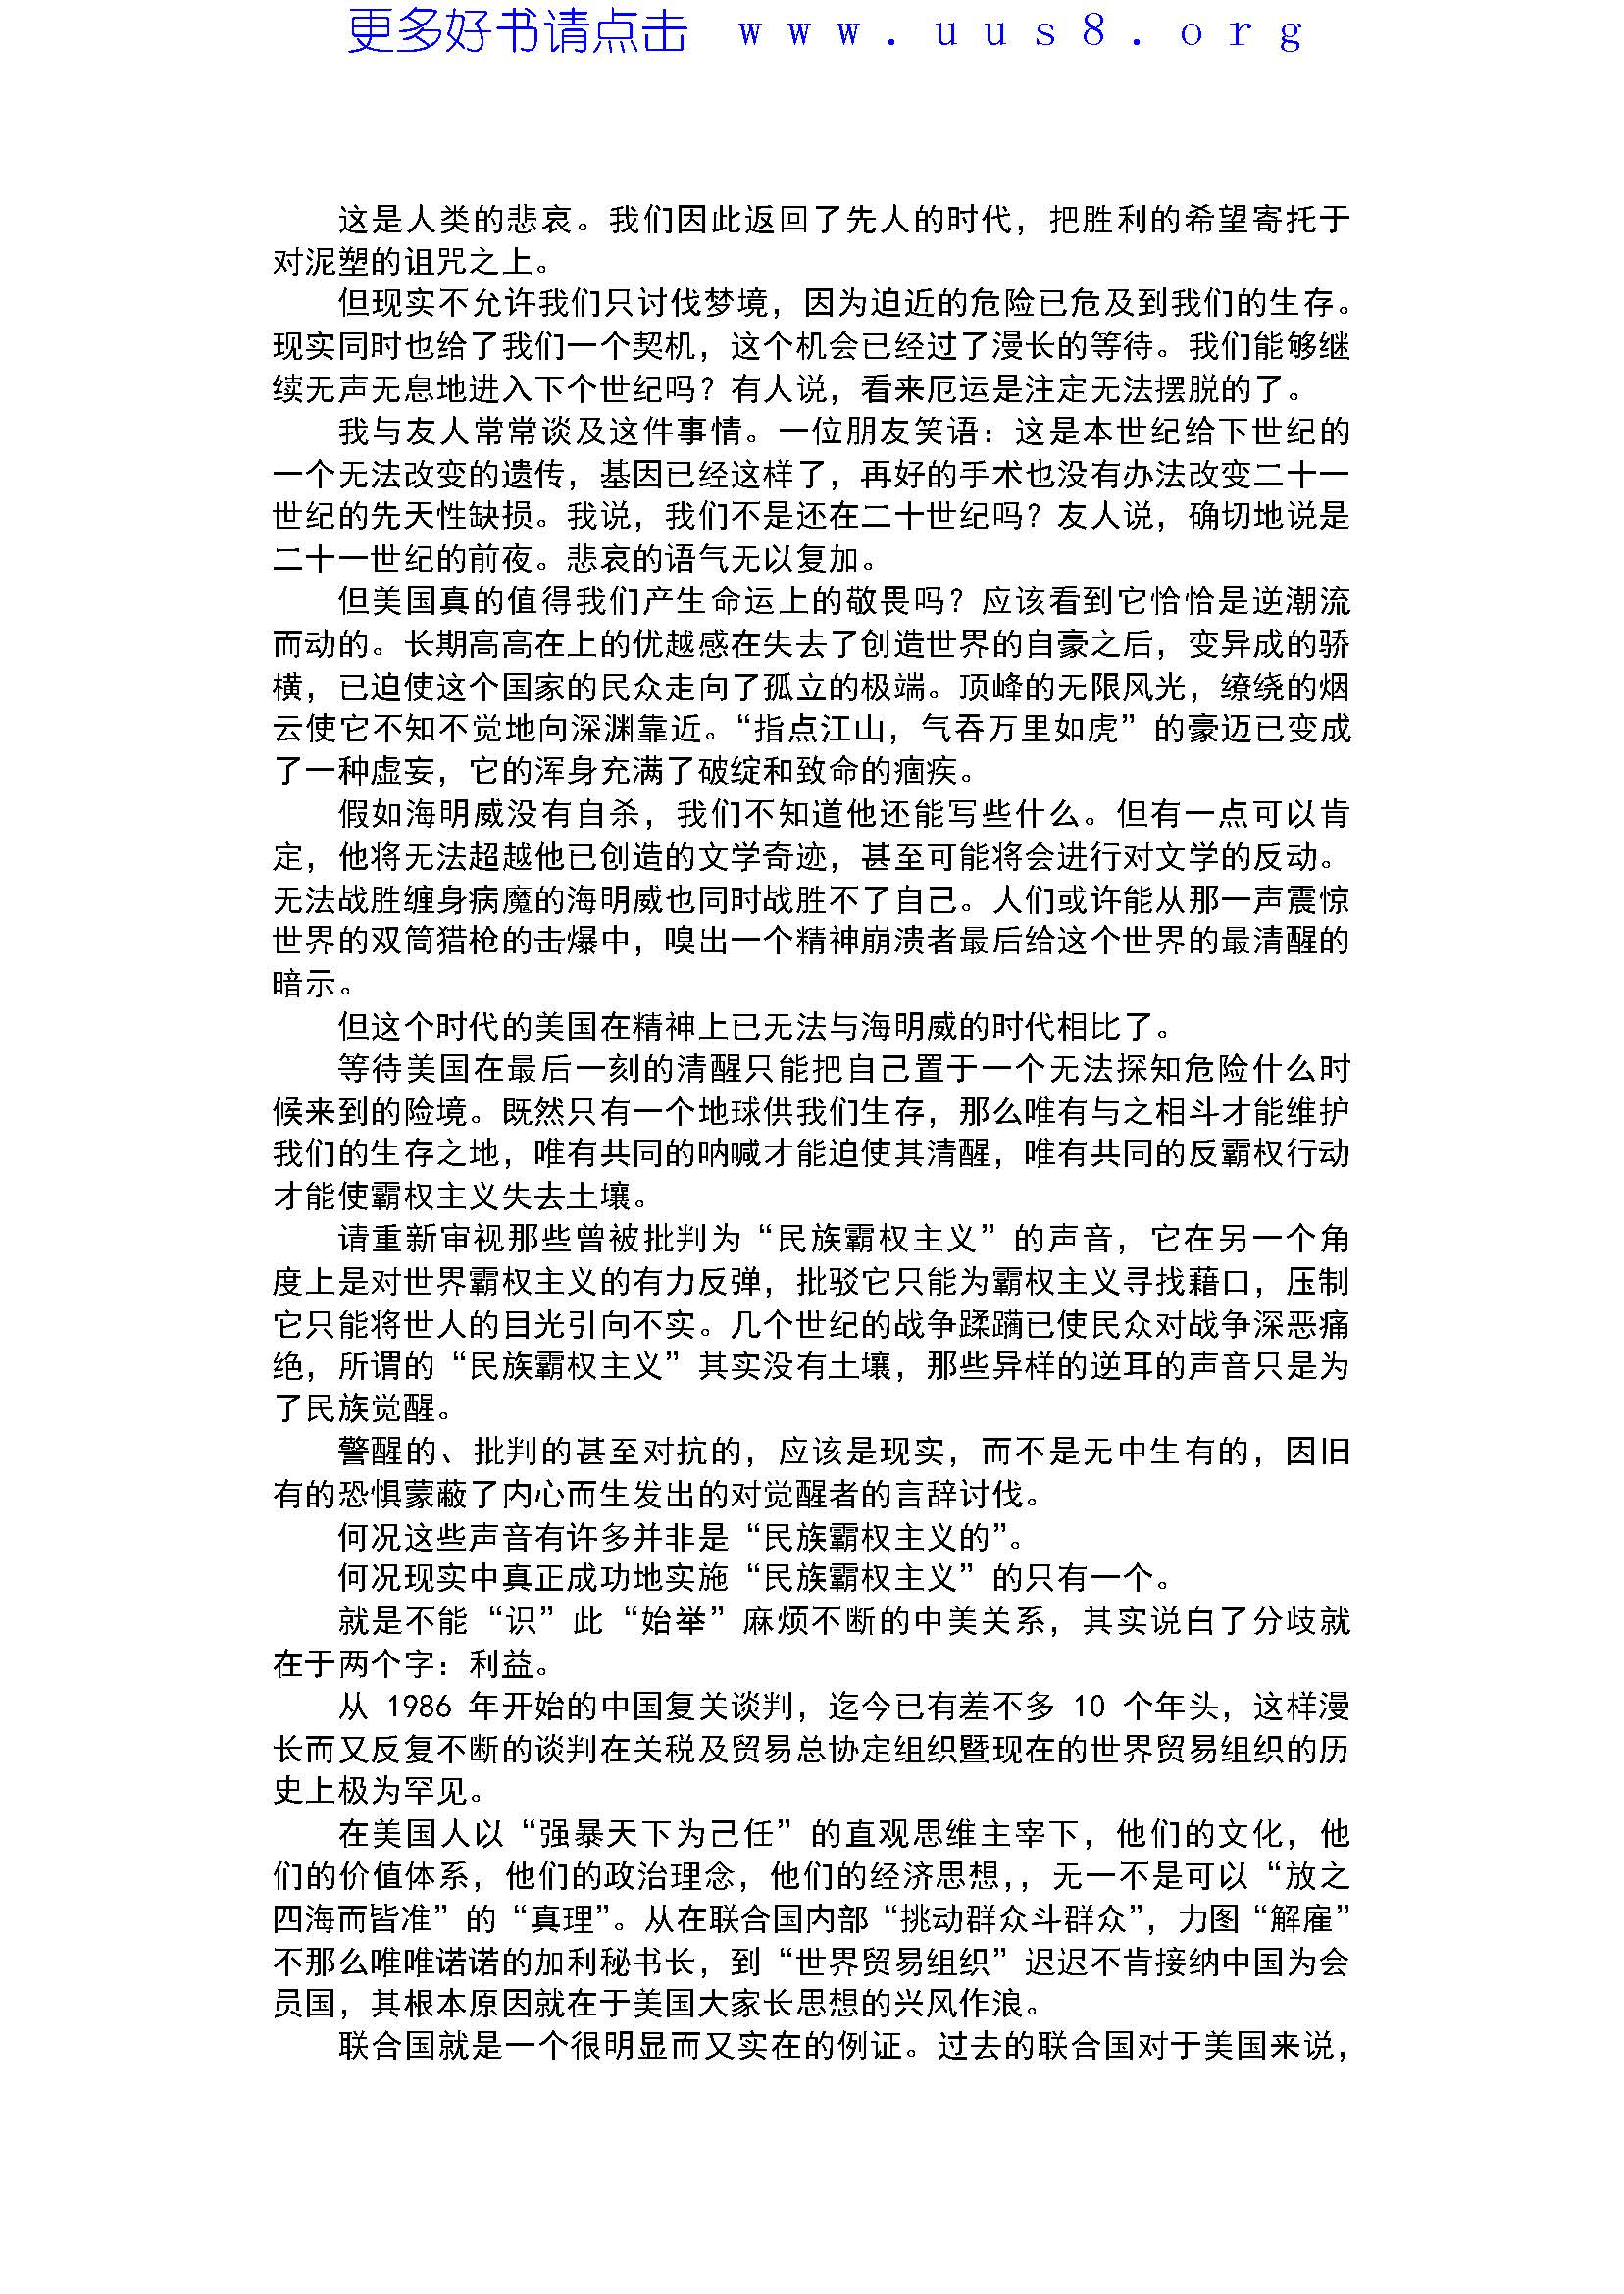 更多好书请点击 www.uus8.org
这是人类的悲哀。我们因此返回了先人的时代，把胜利的希望寄托于
对泥塑的诅咒之上。
但现实不允许我们只讨伐梦境，因为迫近的危险已危及到我们的生存。
现实同时也给了我们一个契机，这个机会已经过了漫长的等待。我们能够继
续无声无息地进入下个世纪吗？有人说，看来厄运是注定无法摆脱的了。
我与友人常常谈及这件事情。一位朋友笑语：这是本世纪给下世纪的
一个无法改变的遗传，基因已经这样了，再好的手术也没有办法改变二十一
世纪的先天性缺损。我说，我们不是还在二十世纪吗？友人说，确切地说是
二十一世纪的前夜。悲哀的语气无以复加。
但美国真的值得我们产生命运上的敬畏吗？应该看到它恰恰是逆潮流
而动的。长期高高在上的优越感在失去了创造世界的自豪之后，变异成的骄
横，已迫使这个国家的民众走向了孤立的极端。顶峰的无限风光，缭绕的烟
云使它不知不觉地向深渊靠近。“指点江山，气吞万里如虎”的豪迈已变成
了一种虚妄，它的浑身充满了破绽和致命的痼疾。
假如海明威没有自杀，我们不知道他还能写些什么。但有一点可以肯
定，他将无法超越他已创造的文学奇迹，甚至可能将会进行对文学的反动。
无法战胜缠身病魔的海明威也同时战胜不了自己。人们或许能从那一声震惊
世界的双筒猎枪的击爆中，嗅出一个精神崩溃者最后给这个世界的最清醒的
暗示。
但这个时代的美国在精神上已无法与海明威的时代相比了。
等待美国在最后一刻的清醒只能把自己置于一个无法探知危险什么时
候来到的险境。既然只有一个地球供我们生存，那么唯有与之相斗才能维护
我们的生存之地，唯有共同的呐喊才能迫使其清醒，唯有共同的反霸权行动
才能使霸权主义失去土壤。
请重新审视那些曾被批判为“民族霸权主义”的声音，它在另一个角
度上是对世界霸权主义的有力反弹，批驳它只能为霸权主义寻找藉口，压制
它只能将世人的目光引向不实。几个世纪的战争蹂躏已使民众对战争深恶痛
绝，所谓的“民族霸权主义”其实没有土壤，那些异样的逆耳的声音只是为
了民族觉醒。
警醒的、批判的甚至对抗的，应该是现实，而不是无中生有的，因旧
有的恐惧蒙蔽了内心而生发出的对觉醒者的言辞讨伐。
何况这些声音有许多并非是“民族霸权主义的”。
何况现实中真正成功地实施“民族霸权主义”的只有一个。
就是不能“识”此“始举”麻烦不断的中美关系，其实说白了分歧就
在于两个字：利益。
从 1986 年开始的中国复关谈判，迄今已有差不多 10 个年头，这样漫
长而又反复不断的谈判在关税及贸易总协定组织暨现在的世界贸易组织的历
史上极为罕见。
在美国人以“强暴天下为己任”的直观思维主宰下，他们的文化，他
们的价值体系，他们的政治理念，他们的经济思想，，无一不是可以“放之
四海而皆准”的“真理”。从在联合国内部“挑动群众斗群众”，力图“解雇”
不那么唯唯诺诺的加利秘书长，到“世界贸易组织”迟迟不肯接纳中国为会
员国，其根本原因就在于美国大家长思想的兴风作浪。
联合国就是一个很明显而又实在的例证。过去的联合国对于美国来说，